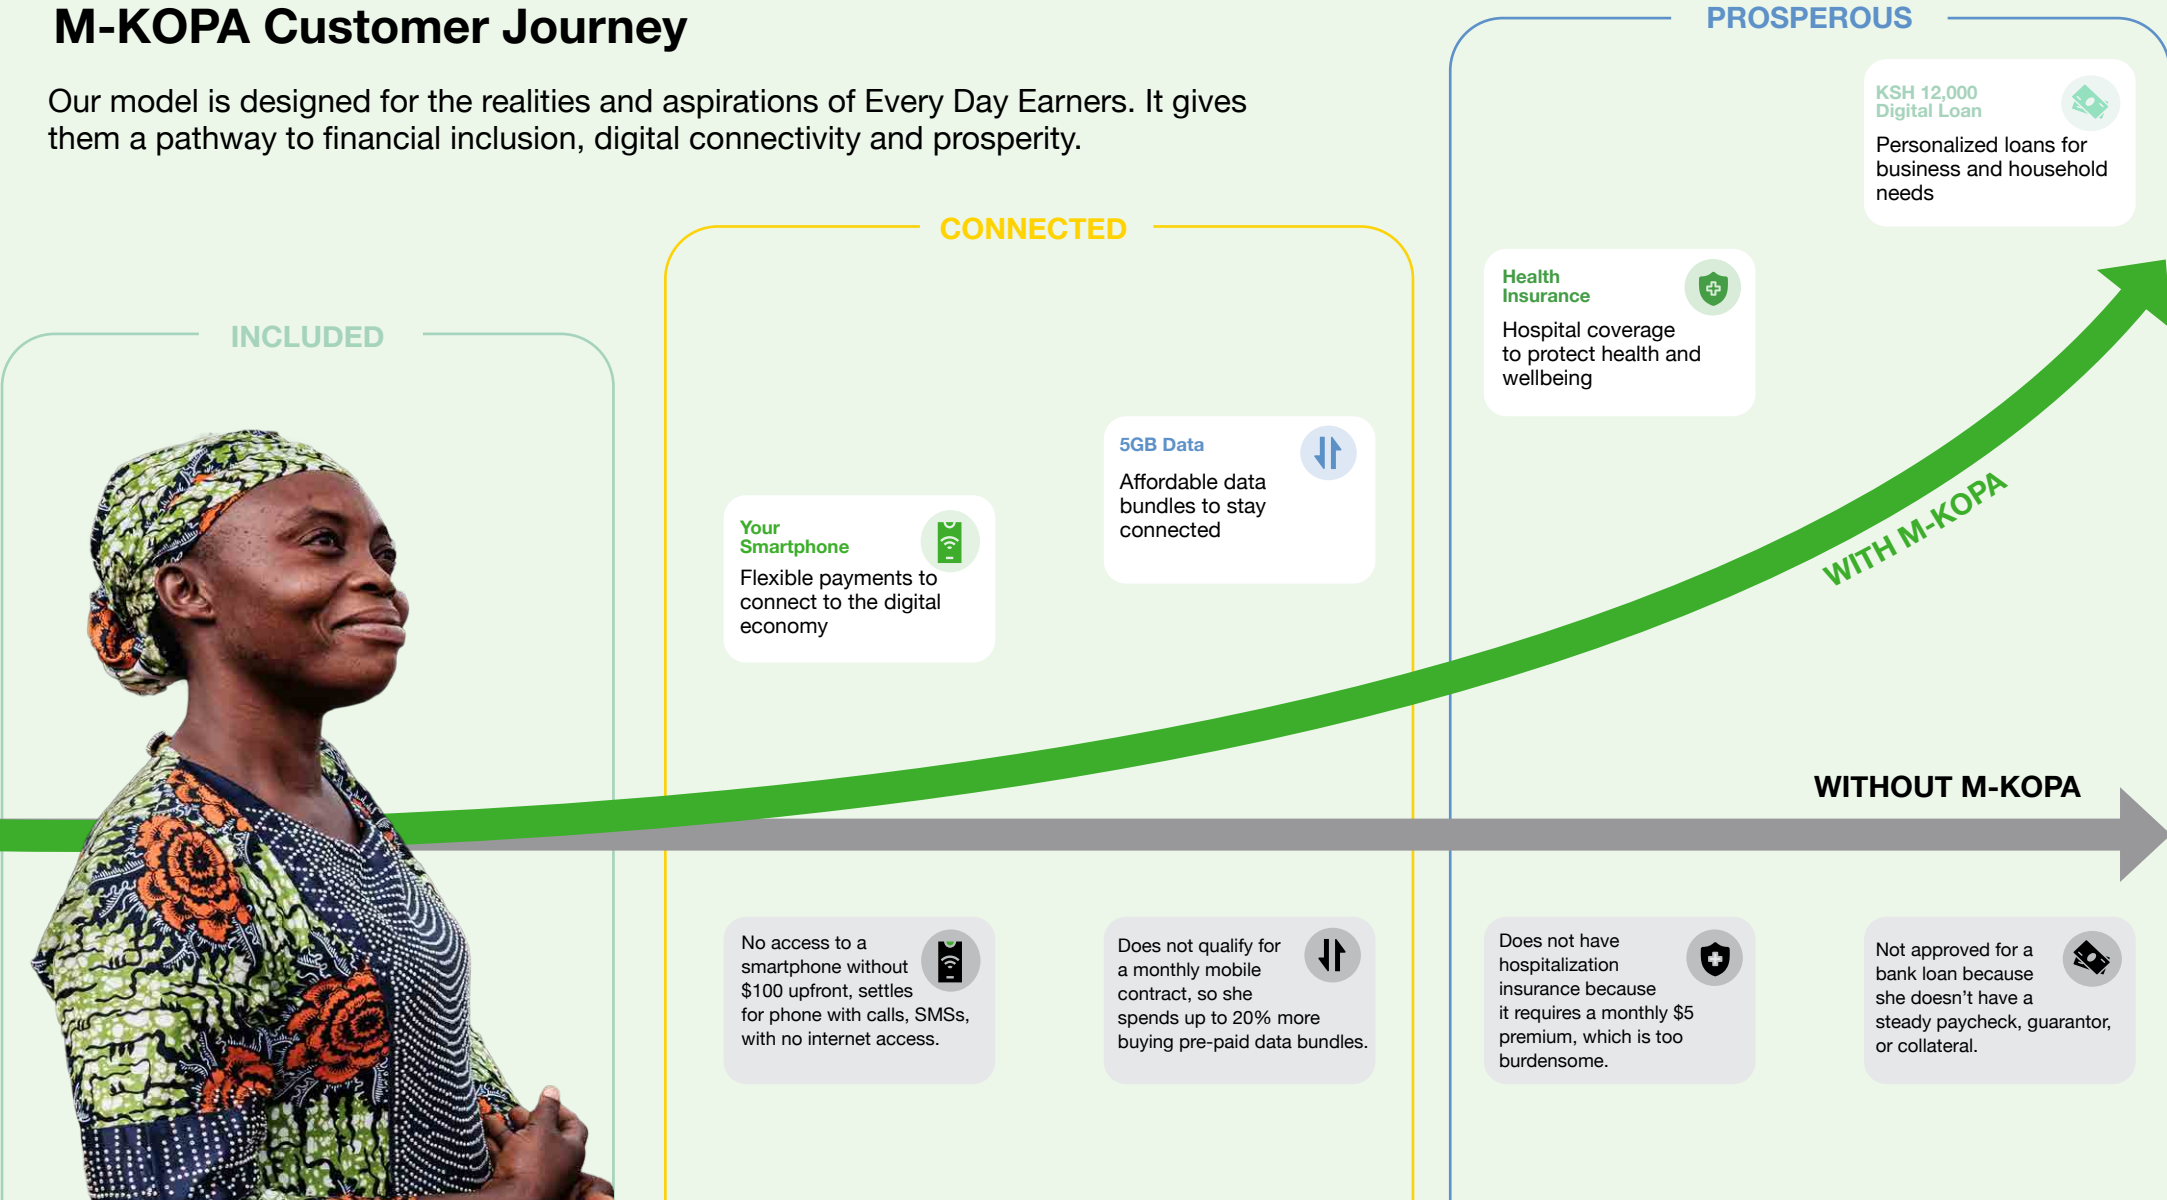 M-KOPA Customer Journey
Our model is designed for the realities and aspirations of Every Day Earners. It gives
them a pathway to financial inclusion, digital connectivity and prosperity.
INCLUDED
CONNECTED
PROSPEROUS
Your
Smartphone
Flexible payments to
connect to the digital
economy
5GB Data
Affordable data
bundles to stay
connected
Health
Insurance
Hospital coverage
to protect health and
wellbeing
KSH 12,000
Digital Loan
Personalized loans for
business and household
needs
WITH M-KOPA
WITHOUT M-KOPA
No access to a
smartphone without
$100 upfront, settles
for phone with calls, SMSs,
with no internet access.
Does not qualify for
a monthly mobile
contract, so she
spends up to 20% more
buying pre-paid data bundles.
Does not have
hospitalization
insurance because
it requires a monthly $5
premium, which is too
burdensome.
Not approved for a
bank loan because
she doesn’t have a
steady paycheck, guarantor,
or collateral.